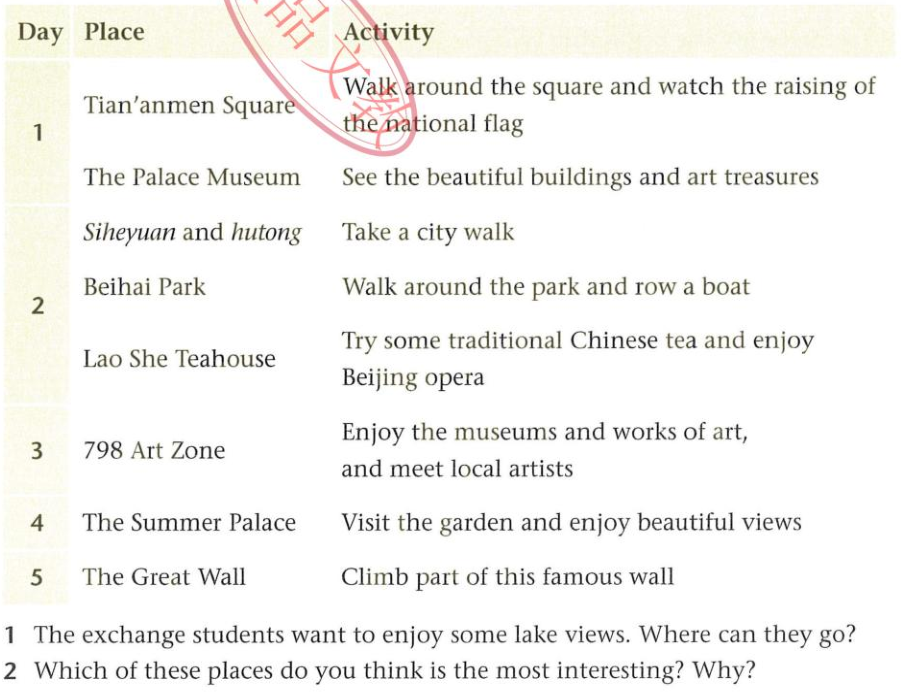 Day Place Activity
1
Tian'anmen Square
Walk around the square and watch the raising of
the national flag
The Palace Museum See the beautiful buildings and art treasures
2
Siheyuan and hutong Take a city walk
Beihai Park Walk around the park and row a boat
Lao She Teahouse
Try some traditional Chinese tea and enjoy
Beijing opera
3
798 Art Zone
Enjoy the museums and works of art,
and meet local artists
4 The Summer Palace Visit the garden and enjoy beautiful views
5 The Great Wall Climb part of this famous wall
1 The exchange students want to enjoy some lake views. Where can they go?
2 Which of these places do you think is the most interesting? Why?
品文教